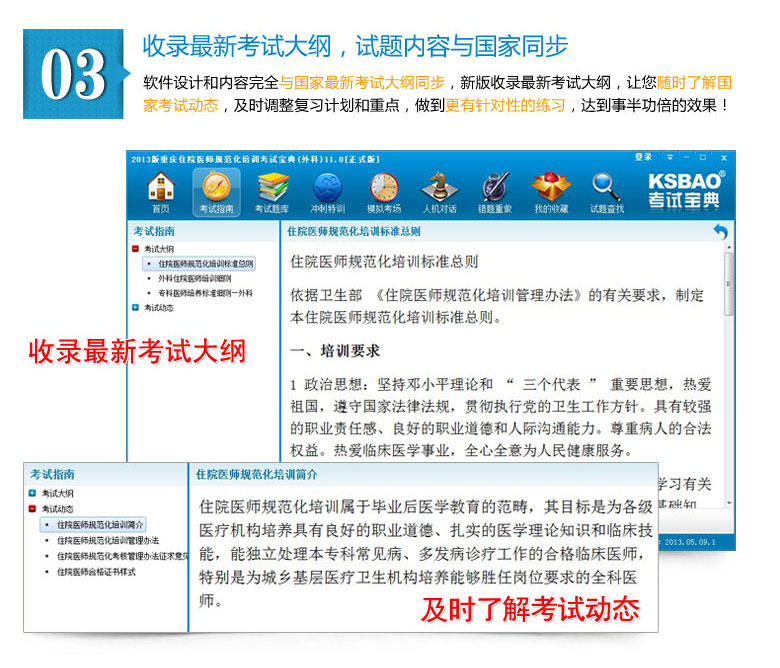 03
收录最新考试大纲，试题内容与国家同步
软件设计和内容完全与国家最新考试大纲同步，新版收录最新考试大纲，让您随时了解国
家考试动态，及时调整复习计划和重点，做到更有针对性的练习，达到事半功倍的效果！
2013版重庆住院医师规范化培训考试宝典(外科)11.0[正式版]
登录
首页 考试指南 考试题库 冲刺特训 模拟考场 人机对话 错题重做 我的收藏 试题查找
KSBAO®
考试宝典
考试指南
考试大纲
住院医师规范化培训标准总则
外科住院医师培训细则
专科医师培养标准细则－外科
考试动态
住院医师规范化培训标准总则
住院医师规范化培训标准总则
依据卫生部 《住院医师规范化培训管理办法》的有关要求，制定
本住院医师规范化培训标准总则。
一、培训要求
1 政治思想：坚持邓小平理论和 “ 三个代表 ” 重要思想，热爱
祖国，遵守国家法律法规，贯彻执行党的卫生工作方针。具有较强
的职业责任感、良好的职业道德和人际沟通能力。尊重病人的合法
权益。热爱临床医学事业，全心全意为人民健康服务。
学习有关
基础知
: 2013.05.09.1
收录最新考试大纲
考试指南
考试大纲
考试动态
住院医师规范化培训简介
住院医师规范化培训管理办法
住院医师规范化考核管理办法征求意见
住院医师合格证书样式
住院医师规范化培训简介
住院医师规范化培训属于毕业后医学教育的范畴，其目标是为各级
医疗机构培养具有良好的职业道德、扎实的医学理论知识和临床技
能，能独立处理本专科常见病、多发病诊疗工作的合格临床医师，
特别是为城乡基层医疗卫生机构培养能够胜任岗位要求的全科医
师。
及时了解考试动态